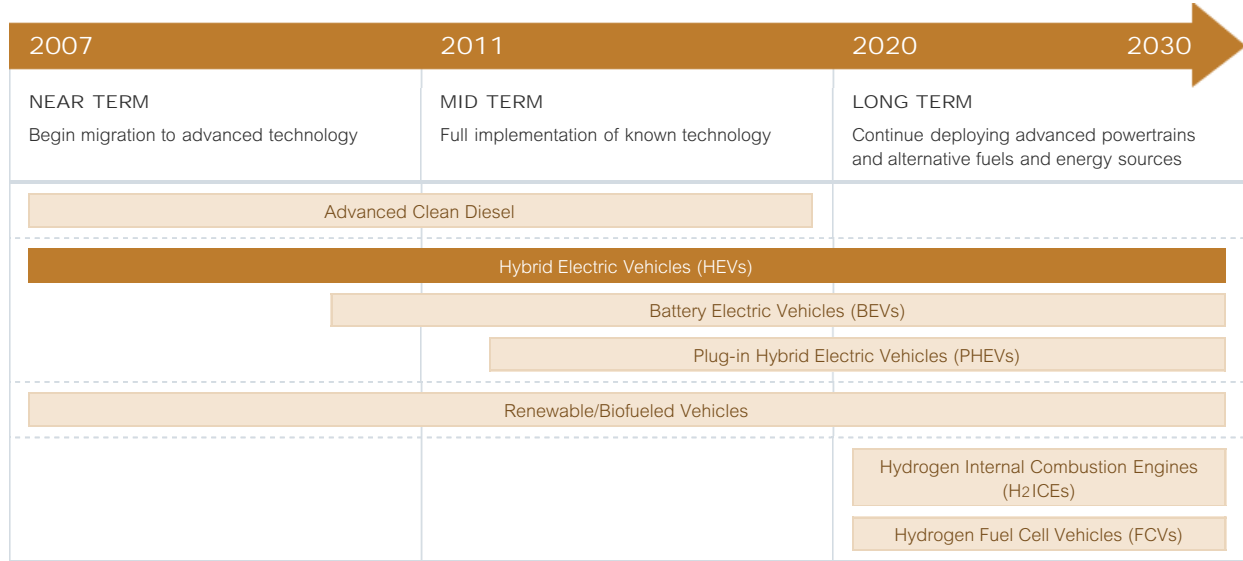 2007
2011
2020
2030
NEAR TERM
Begin migration to advanced technology
MID TERM
Full implementation of known technology
LONG TERM
Continue deploying advanced powertrains
and alternative fuels and energy sources
Advanced Clean Diesel
Hybrid Electric Vehicles (HEVs)
Battery Electric Vehicles (BEVs)
Plug-in Hybrid Electric Vehicles (PHEVs)
Renewable/Biofueled Vehicles
Hydrogen Internal Combustion Engines
(H2ICEs)
Hydrogen Fuel Cell Vehicles (FCVs)